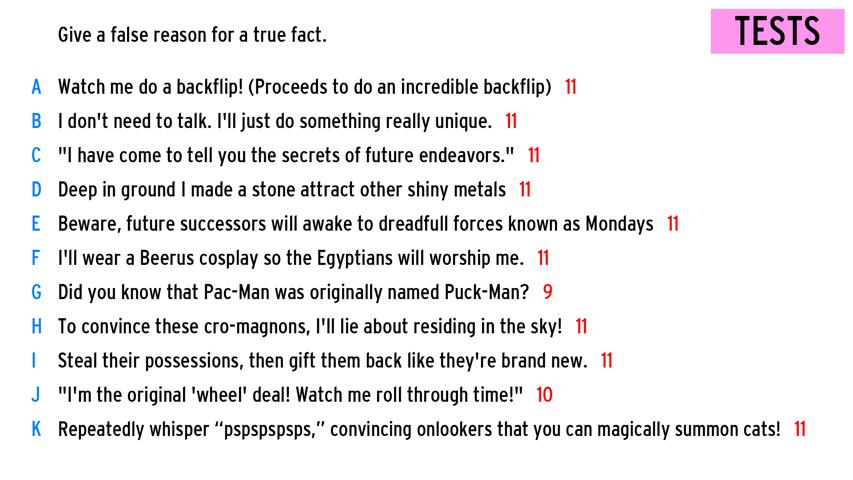 Give a false reason for a true fact.
TESTS
A Watch me do a backflip! (Proceeds to do an incredible backflip) 11
B I don't need to talk. I'll just do something really unique. 11
C "I have come to tell you the secrets of future endeavors." 11
D Deep in ground I made a stone attract other shiny metals 11
E Beware, future successors will awake to dreadfull forces known as Mondays 11
F I'll wear a Beerus cosplay so the Egyptians will worship me. 11
G Did you know that Pac-Man was originally named Puck-Man? 9
H To convince these cro-magnons, I'll lie about residing in the sky! 11
I Steal their possessions, then gift them back like they're brand new. 11
J "I'm the original 'wheel' deal! Watch me roll through time!" 10
K Repeatedly whisper “pspspspsps,” convincing onlookers that you can magically summon cats! 11